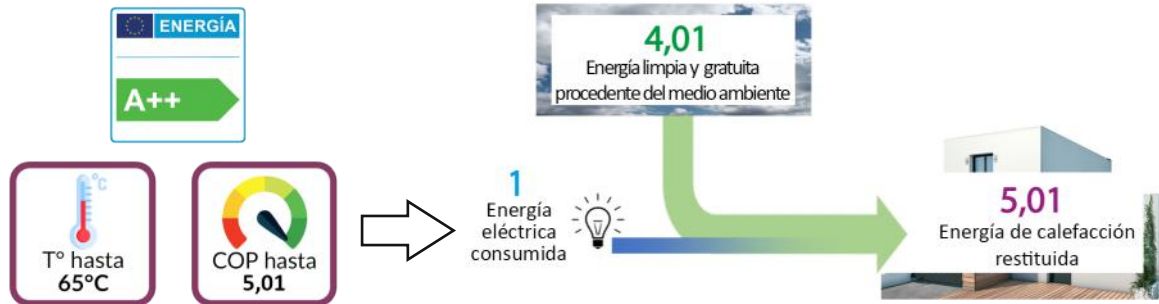 ENERGÍA
A++
°C
T° hasta
65°C
COP hasta
5,01
1
Energía
eléctrica
consumida
4,01
Energía limpia y gratuita
procedente del medio ambiente
5,01
Energía de calefacción
restituida